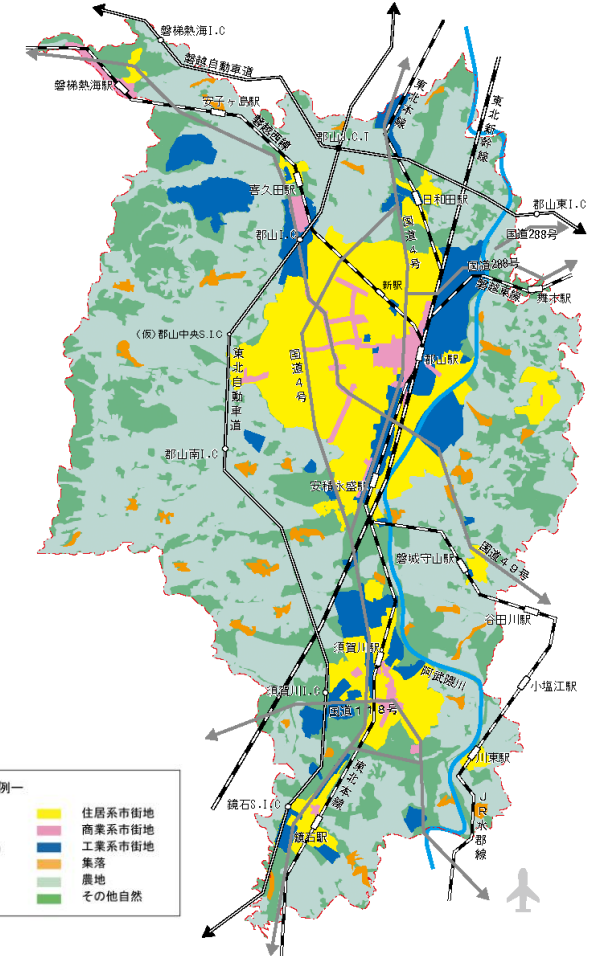 磐梯熱海I.C
磐越自動車道
磐梯熱海駅
安子ヶ島駅
磐越西線
東北本線
東北新幹線
郡山J.C.T
喜久田駅
日和田駅
郡山東I.C
国道288号
郡山I.C
国道4号
国道288号
磐越東線
舞木駅
新駅
(仮)郡山中央S.I.C
東北自動車道
国道4号
郡山駅
郡山南I.C
安積永盛駅
磐城守山駅
国道49号
谷田川駅
須賀川駅
阿武隈川
小塩江駅
須賀川I.C
国道118号
川東駅
東北本線
鏡石S.I.C
JR水郡線
鏡石駅
例ー
住居系市街地
商業系市街地
工業系市街地
集落
農地
その他自然